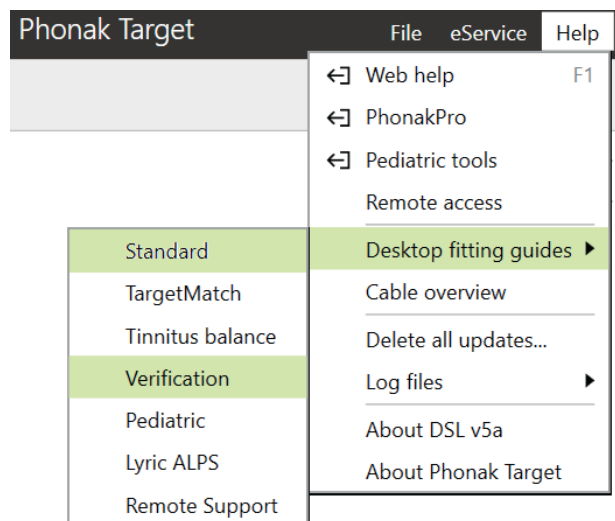 Phonak Target File eService Help
Web help F1
PhonakPro
Pediatric tools
Remote access
Desktop fitting guides
Cable overview
Delete all updates...
Log files
About DSL v5a
About Phonak Target
Standard
TargetMatch
Tinnitus balance
Verification
Pediatric
Lyric ALPS
Remote Support